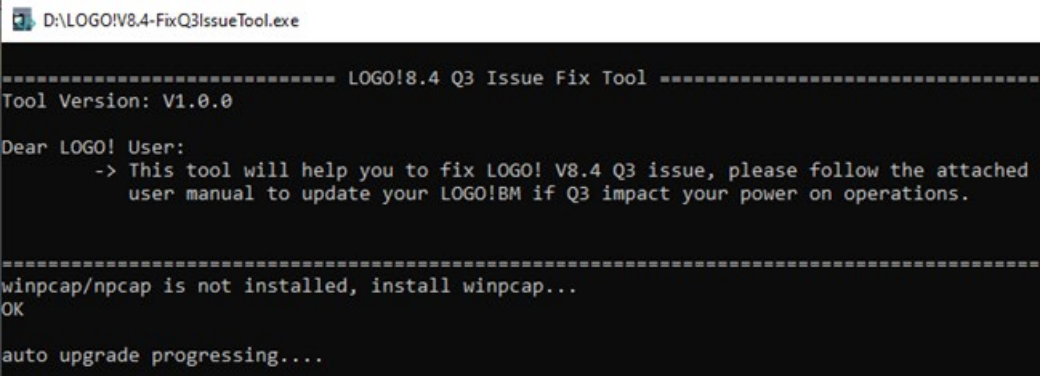 D:\LOGO!V8.4-FixQ3IssueTool.exe
============================= LOGO!8.4 Q3 Issue Fix Tool =================================
Tool Version: V1.0.0
Dear LOGO! User:
-> This tool will help you to fix LOGO! V8.4 Q3 issue, please follow the attached
user manual to update your LOGO!BM if Q3 impact your power on operations.
==========================================================================================
winpcap/npcap is not installed, install winpcap...
OK
auto upgrade progressing....